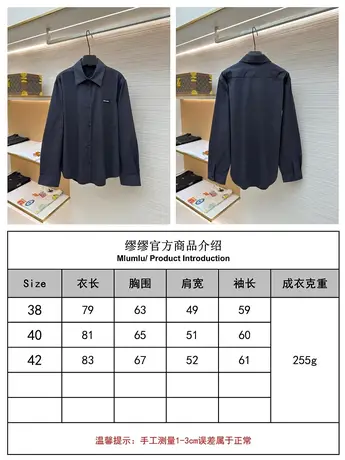 缪缪官方商品介绍
Miumiu/ Product Introduction
Size 衣长 胸围 肩宽 袖长 成衣克重
38 79 63 49 59
40 81 65 51 60
42 83 67 52 61
255g
温馨提示: 手工测量1-3cm误差属于正常